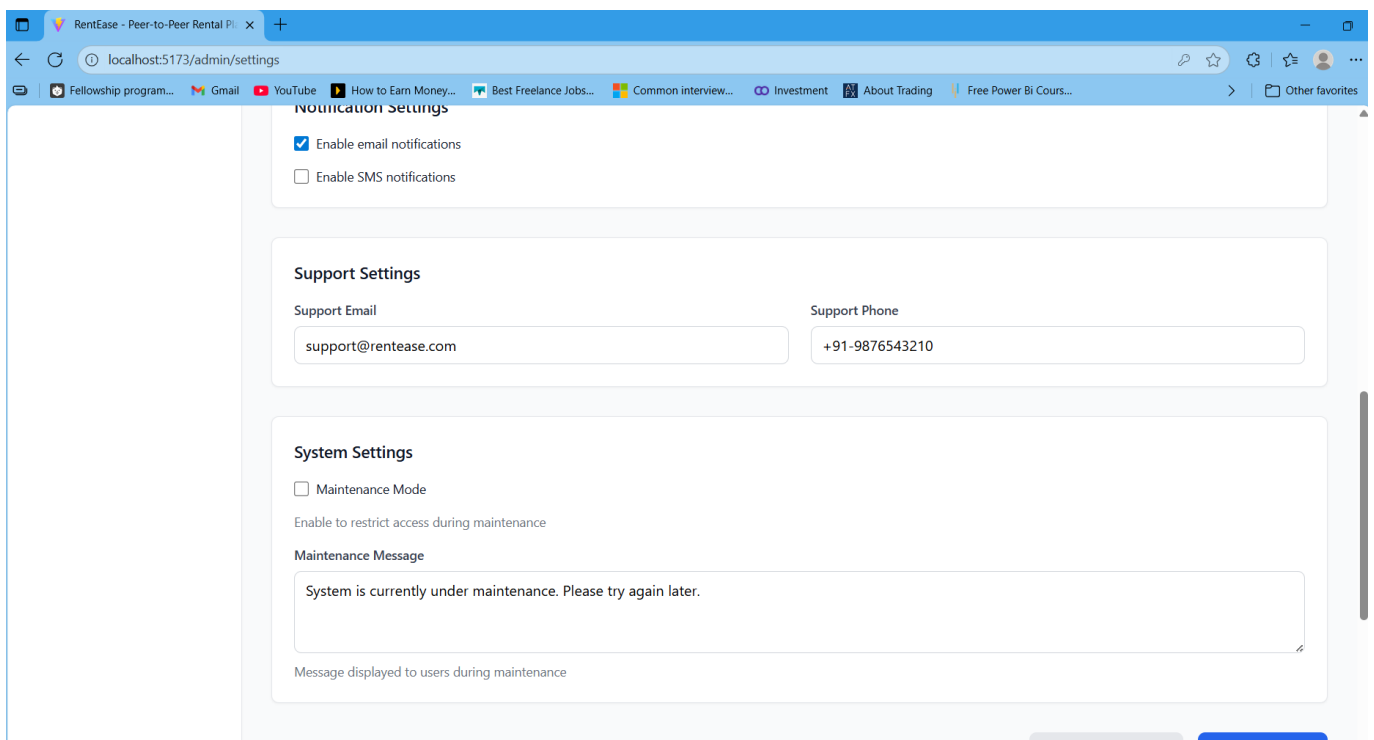 RentEase - Peer-to-Peer Rental Pl
localhost:5173/admin/settings
Fellowship program... Gmail YouTube How to Earn Money... Best Freelance Jobs... Common interview... Investment About Trading Free Power Bi Cours... Other favorites
Notification Settings
Enable email notifications
Enable SMS notifications
Support Settings
Support Email Support Phone
support@rentease.com +91-9876543210
System Settings
Maintenance Mode
Enable to restrict access during maintenance
Maintenance Message
System is currently under maintenance. Please try again later.
Message displayed to users during maintenance